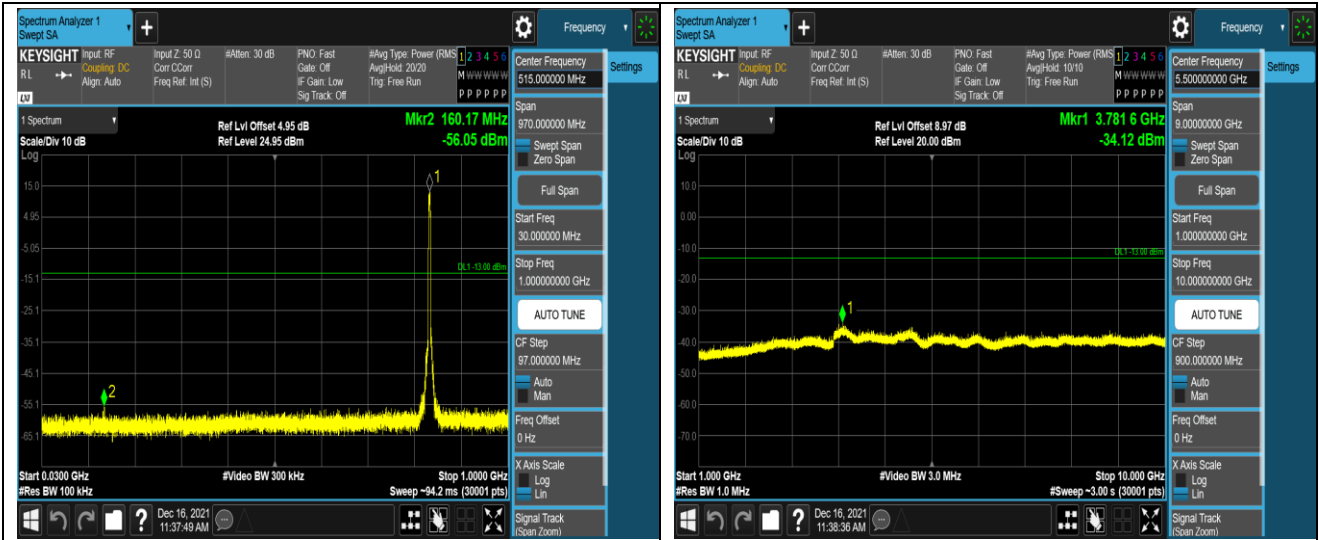 Spectrum Analyzer 1
Swept SA
+
Frequency
KEYSIGHT
Input: RF
Input Z: 50 Ω
#Atten: 30 dB
PNO: Fast
#Avg Type: Power (RMS
1 2 3 4 5 6
RL
Coupling: DC
Corr CCorr
Gate: Off
Avg|Hold: 20/20
M W W W W W
Align: Auto
Freq Ref: Int (S)
IF Gain: Low
Trig: Free Run
Sig Track: Off
P P P P P P
LXI
Center Frequency
515.000000 MHz
Settings
1 Spectrum
Ref Lvl Offset 4.95 dB
Mkr2 160.17 MHz
Scale/Div 10 dB
Ref Level 24.95 dBm
-56.05 dBm
Log
15.0
4.95
-5.05
-15.1
-25.1
-35.1
-45.1
-55.1
-65.1
1
2
DL1 -13.00 dBm
Start 0.0300 GHz
#Video BW 300 kHz
Stop 1.0000 GHz
#Res BW 100 kHz
Sweep ~94.2 ms (30001 pts)
Span
970.000000 MHz
Swept Span
Zero Span
Full Span
Start Freq
30.000000 MHz
Stop Freq
1.000000000 GHz
AUTO TUNE
CF Step
97.000000 MHz
Auto
Man
Freq Offset
0 Hz
X Axis Scale
Log
Lin
Signal Track
(Span Zoom)
?
Dec 16, 2021
11:37:49 AM
Spectrum Analyzer 1
Swept SA
+
Frequency
KEYSIGHT
Input: RF
Input Z: 50 Ω
#Atten: 30 dB
PNO: Fast
#Avg Type: Power (RMS
1 2 3 4 5 6
RL
Coupling: DC
Corr CCorr
Gate: Off
Avg|Hold: 10/10
M W W W W W
Align: Auto
Freq Ref: Int (S)
IF Gain: Low
Trig: Free Run
Sig Track: Off
P P P P P P
LXI
Center Frequency
5.500000000 GHz
Settings
1 Spectrum
Ref Lvl Offset 8.97 dB
Mkr1 3.781 6 GHz
Scale/Div 10 dB
Ref Level 20.00 dBm
-34.12 dBm
Log
10.0
0.00
-10.0
-20.0
-30.0
-40.0
-50.0
-60.0
-70.0
1
DL1 -13.00 dBm
Start 1.000 GHz
#Video BW 3.0 MHz
Stop 10.000 GHz
#Res BW 1.0 MHz
#Sweep ~3.00 s (30001 pts)
Span
9.00000000 GHz
Swept Span
Zero Span
Full Span
Start Freq
1.000000000 GHz
Stop Freq
10.000000000 GHz
AUTO TUNE
CF Step
900.000000 MHz
Auto
Man
Freq Offset
0 Hz
X Axis Scale
Log
Lin
Signal Track
(Span Zoom)
?
Dec 16, 2021
11:38:36 AM